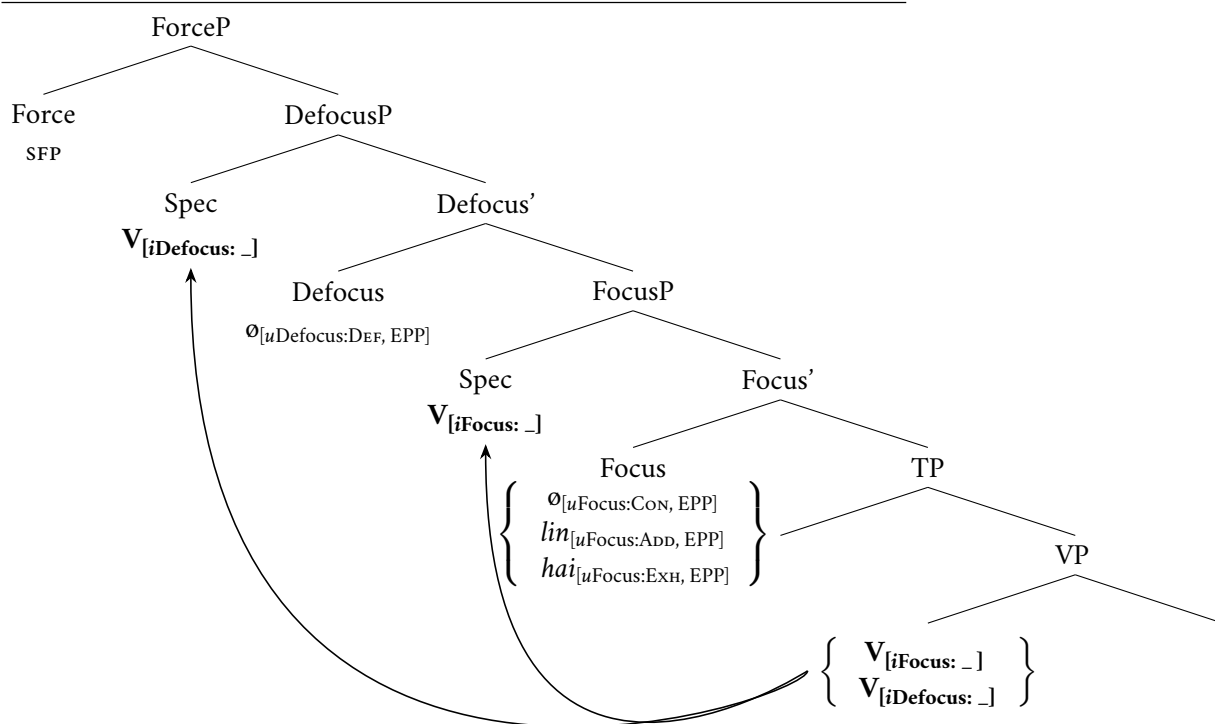 ForceP
Force DefocusP
SFP
Spec Defocus’
V[iDefocus: _]
Defocus FocusP
ø[uDefocus:DEF, EPP]
Spec Focus’
V[iFocus: _]
Focus TP
ø[uFocus:CON, EPP]
lin[uFocus:ADD, EPP]
VP
hai[uFocus:EXH, EPP]
V[iFocus: _]
V[iDefocus: _]